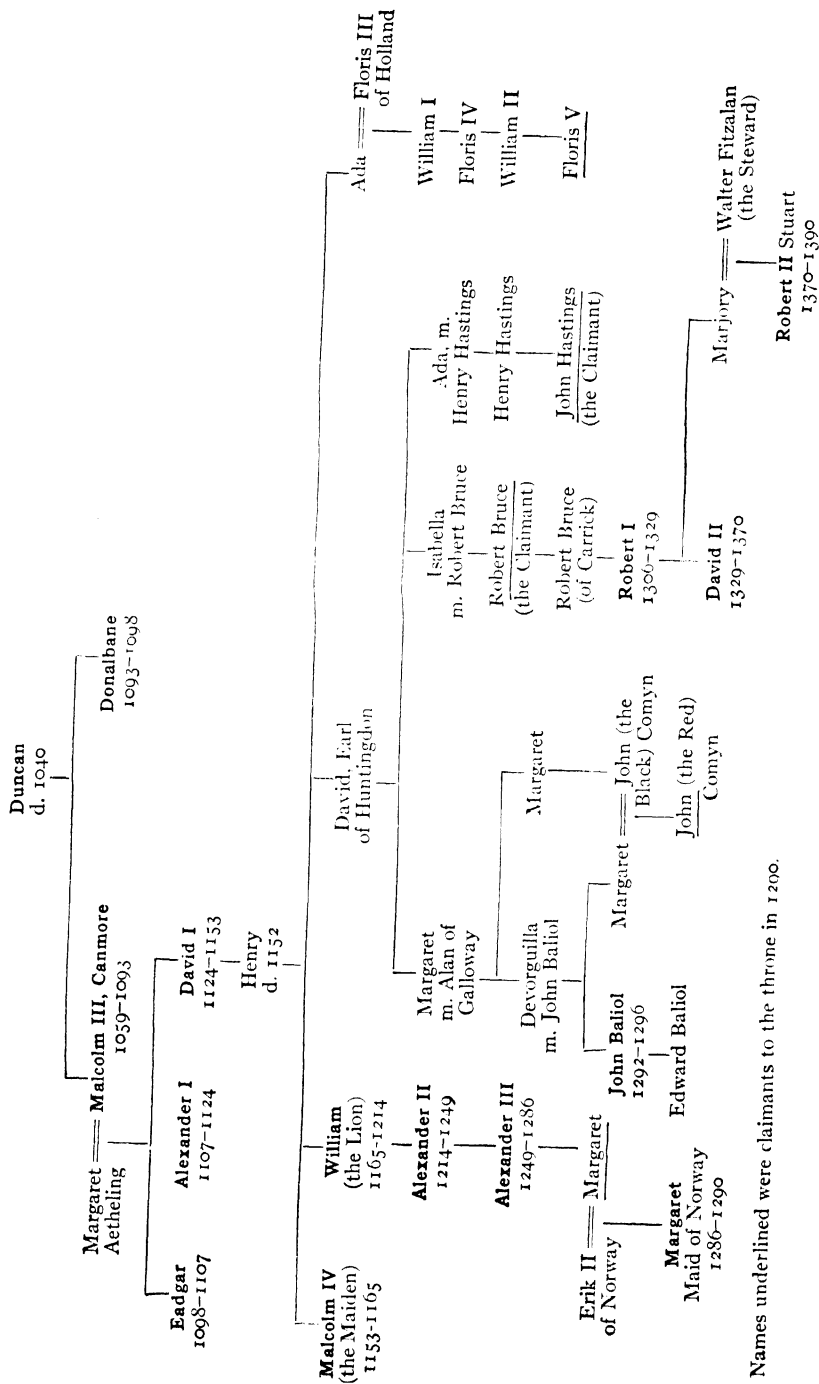 Duncan
d. 1040
Margaret
Aetheling
Malcolm III, Canmore
1059–1093
Donalbane
1093–1098
Eadgar
1098–1107
Alexander I
1107–1124
David I
1124–1153
Henry
d. 1152
Malcolm IV
(the Maiden)
1153-1165
William
(the Lion)
1165-1214
David, Earl
of Huntingdon
Ada
Floris III
of Holland
Alexander II
1214–1249
Margaret
m. Alan of
Galloway
Isabella
m. Robert Bruce
Ada, m.
Henry Hastings
William I
Alexander III
1249–1286
Devorguilla
m. John Baliol
Margaret
Robert Bruce
(the Claimant)
Henry Hastings
Floris IV
Erik II
of Norway
Margaret
John Baliol
1292–1296
Margaret
John (the
Black) Comyn
Robert Bruce
(of Carrick)
John Hastings
(the Claimant)
William II
Margaret
Maid of Norway
1286–1290
Edward Baliol
John (the Red)
Comyn
Robert I
1306–1329
Floris V
David II
1329–1370
Marjory
Walter Fitzalan
(the Steward)
Robert II Stuart
1370–1390
Names underlined were claimants to the throne in 1290.